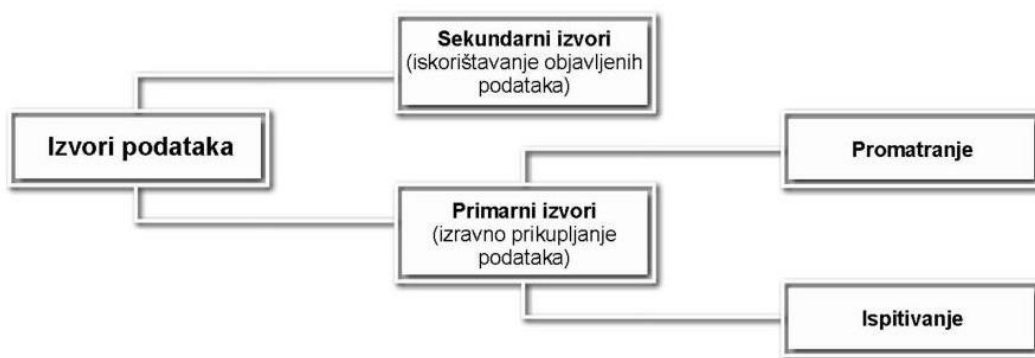 Sekundarni izvori
(iskorištavanje objavljenih
podataka)
Izvori podataka
Promatranje
Primarni izvori
(izravno prikupljanje
podataka)
Ispitivanje